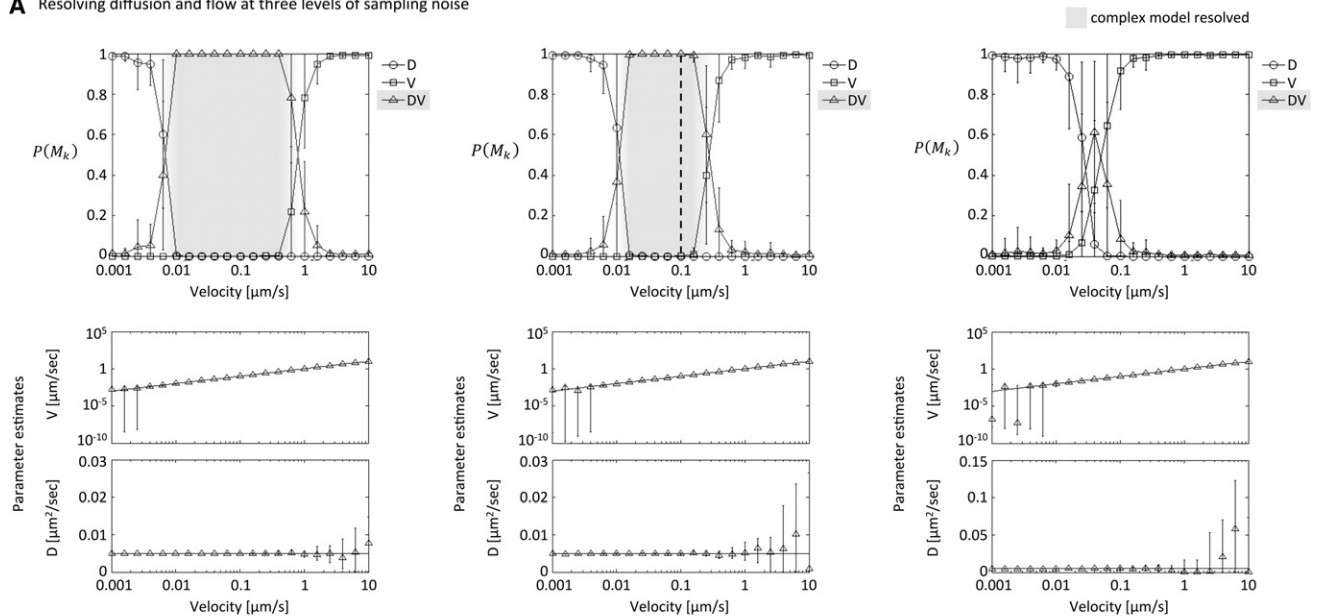 A Resolving diffusion and flow at three levels of sampling noise
complex model resolved
P(Mₖ)
1
0.8
0.6
0.4
0.2
0
0.001 0.01 0.1 1 10
Velocity [µm/s]
D
V
DV
P(Mₖ)
1
0.8
0.6
0.4
0.2
0
0.001 0.01 0.1 1 10
Velocity [µm/s]
D
V
DV
P(Mₖ)
1
0.8
0.6
0.4
0.2
0
0.001 0.01 0.1 1 10
Velocity [µm/s]
D
V
DV
Parameter estimates
V [µm/sec]
10⁵
1
10⁻⁵
10⁻¹⁰
D [µm²/sec]
0.03
0.02
0.01
0
0.001 0.01 0.1 1 10
Velocity [µm/s]
Parameter estimates
V [µm/sec]
10⁵
1
10⁻⁵
10⁻¹⁰
D [µm²/sec]
0.03
0.02
0.01
0
0.001 0.01 0.1 1 10
Velocity [µm/s]
Parameter estimates
V [µm/sec]
10⁵
1
10⁻⁵
10⁻¹⁰
D [µm²/sec]
0.15
0.10
0.05
0
0.001 0.01 0.1 1 10
Velocity [µm/s]